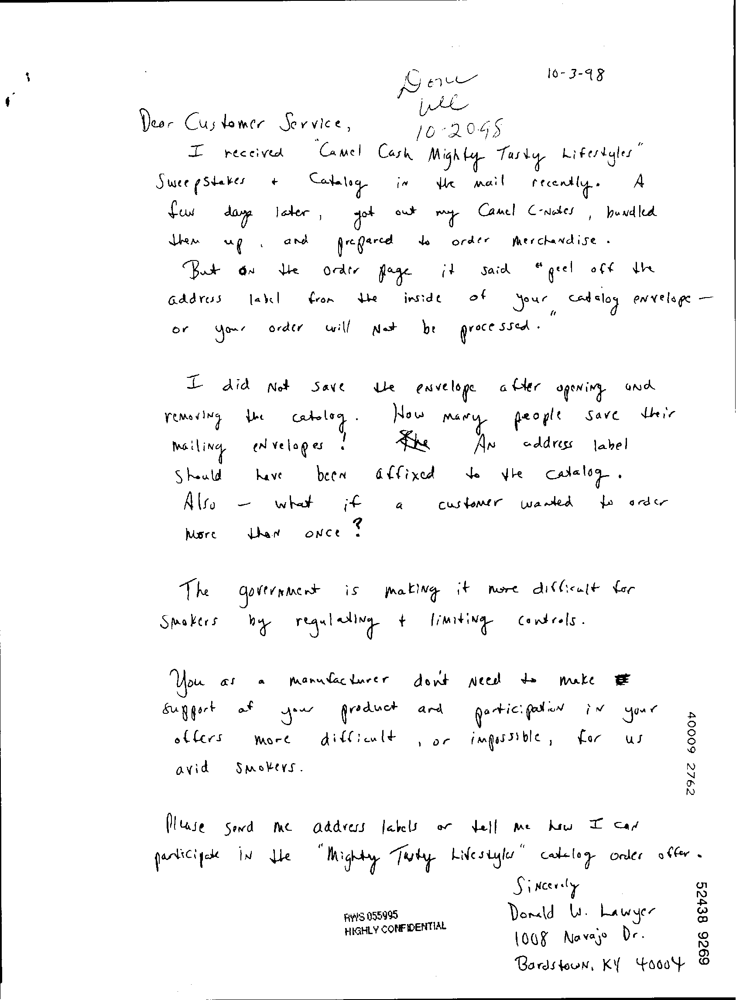 10-3-98
Done
10-20-98
Dear Customer Service,
I received "Camel Cash Mighty Tasty Lifestyles"
Sweepstakes + Catalog in the mail recently. A
few days later, got out my Camel C-Notes, bundled
them up, and prepared to order merchandise.
But on the order page it said "peel off the
address label from the inside of your catalog envelope -
or your order will not be processed."
I did not save the envelope after opening and
removing the catolog. How many people save their
mailing envelopes! An address label
should have been affixed to the catalog.
Also - what if a customer wanted to order
more than once?
The government is making it more difficult for
smokers by regulating + limiting controls.
You as a manufacturer don't need to make
support of your product and participation in your
offers more difficult, or impossible, for us
avid smokers.
Please send me address labels or tell me how I can
participate in the "Mighty Tasty Lifestyles" catalog order offer.
Sincerely
Donald W. Lawyer
1008 Navajo Dr.
Bardstown, KY 40004
RWS 055995
HIGHLY CONFIDENTIAL
40009 2762
52438 9269